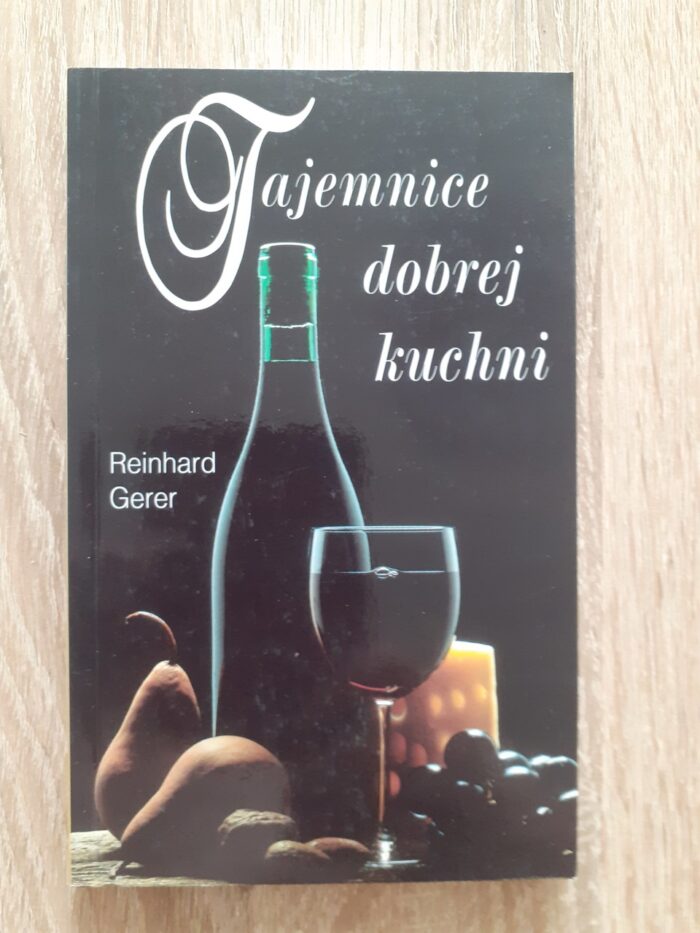 Tajemnice
dobrej
kuchni
Reinhard
Gerer